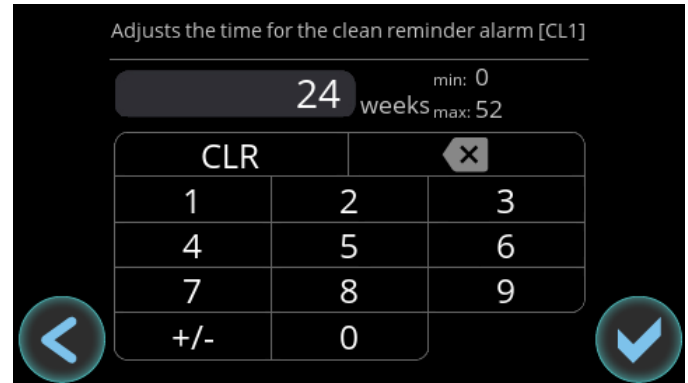 Adjusts the time for the clean reminder alarm [CL1]
24 weeks min: 0
max: 52
CLR
1 2 3
4 5 6
7 8 9
+/- 0